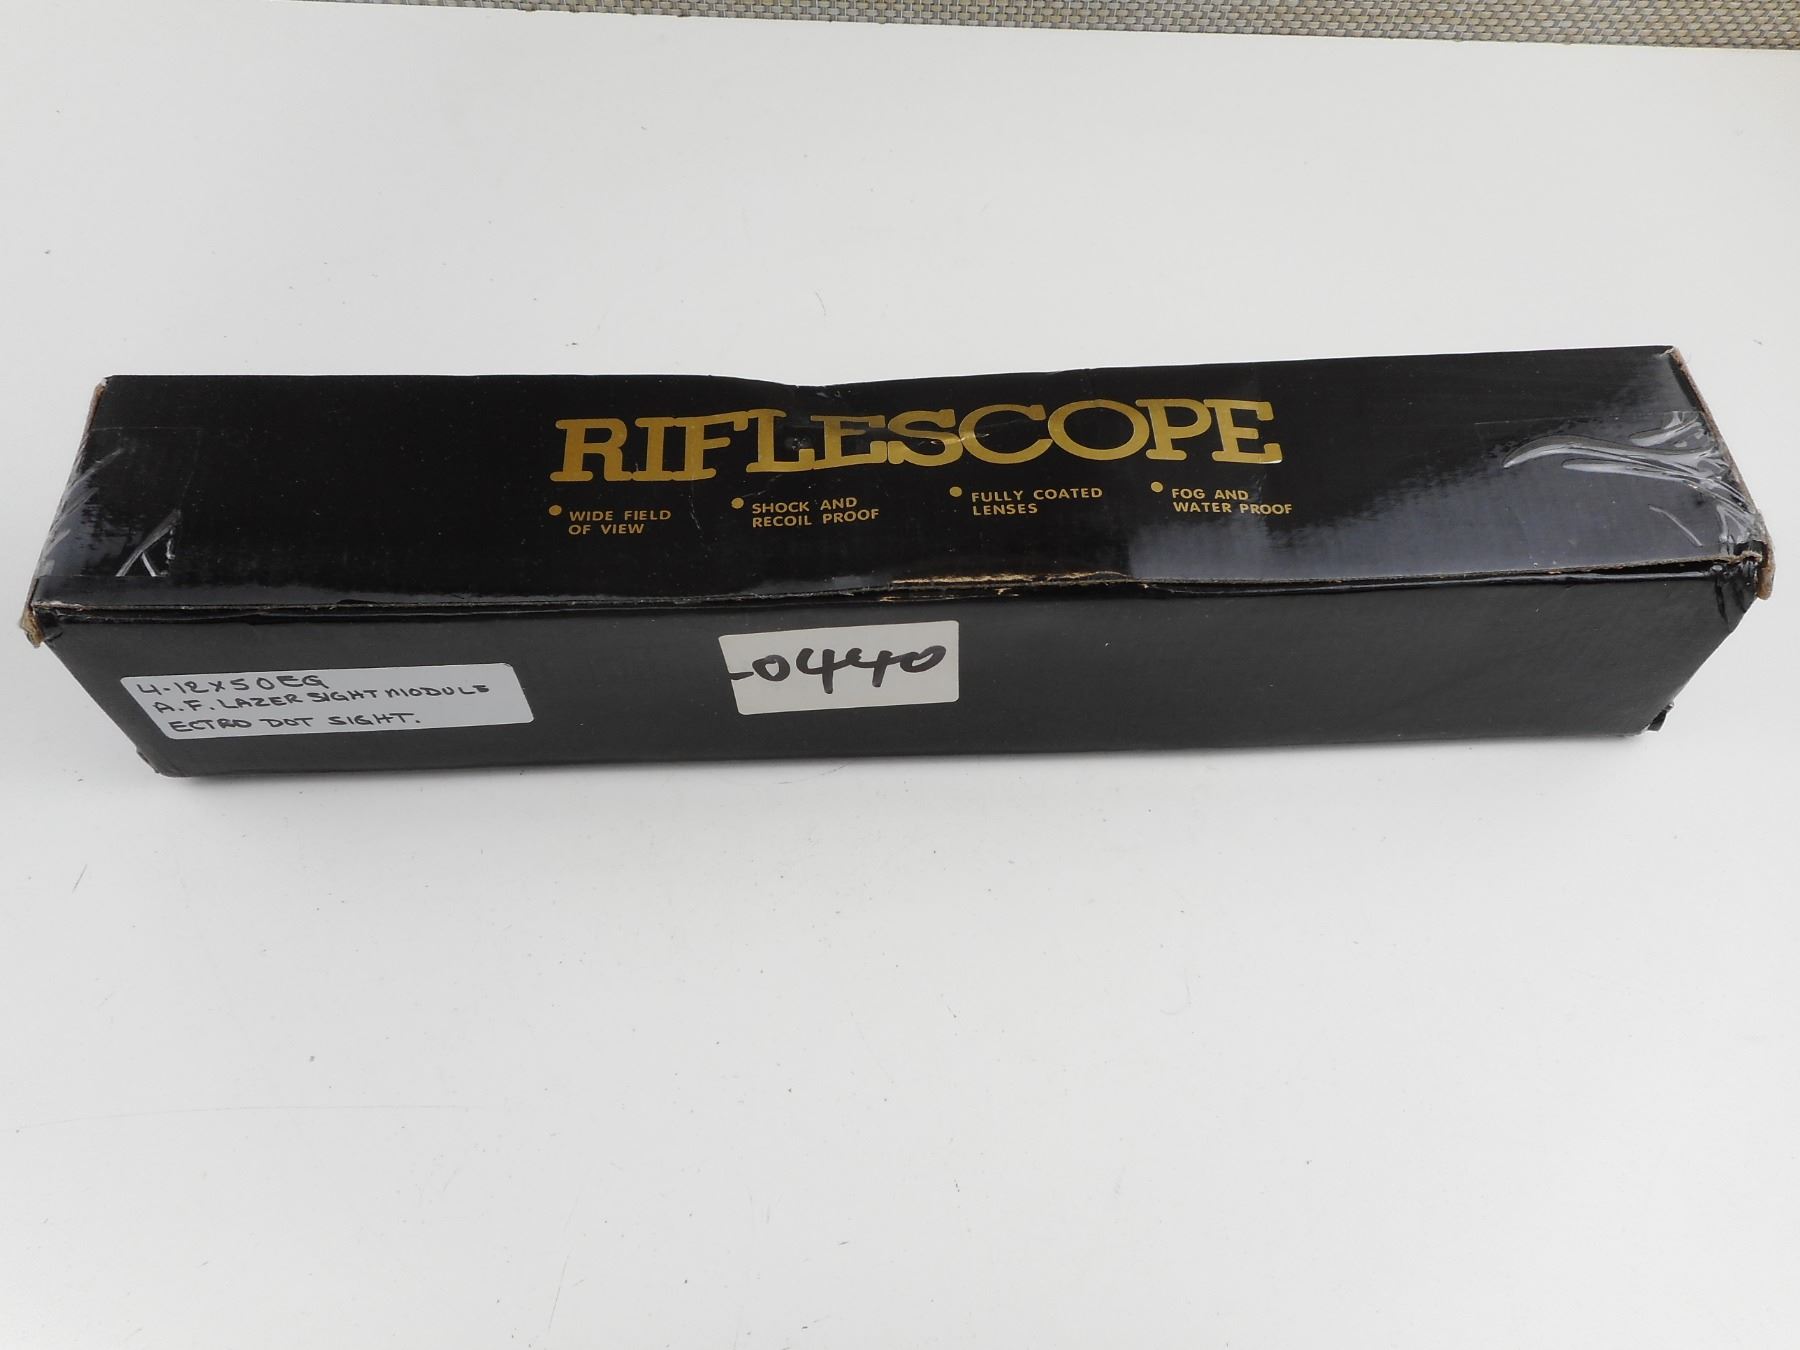 RIFLESCOPE
• WIDE FIELD
OF VIEW
• SHOCK AND
RECOIL PROOF
• FULLY COATED
LENSES
• FOG AND
WATER PROOF
4-12X50EG
A.F. LAZER SIGHT MODULE
ECTRO DOT SIGHT.
-0440